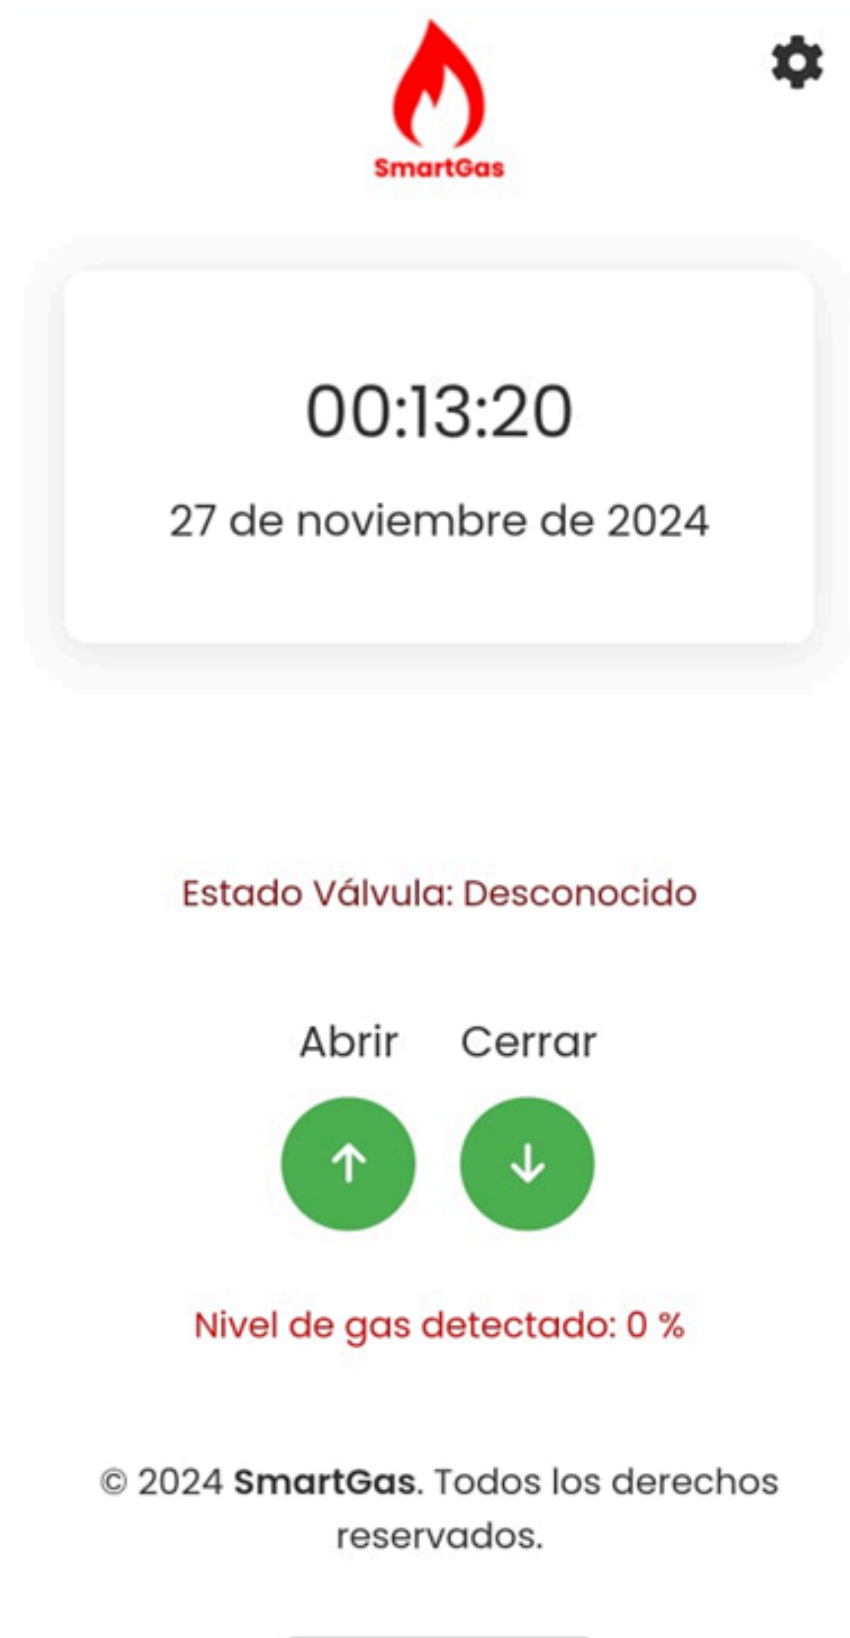 SmartGas
00:13:20
27 de noviembre de 2024
Estado Válvula: Desconocido
Abrir Cerrar
Nivel de gas detectado: 0 %
© 2024 SmartGas. Todos los derechos
reservados.